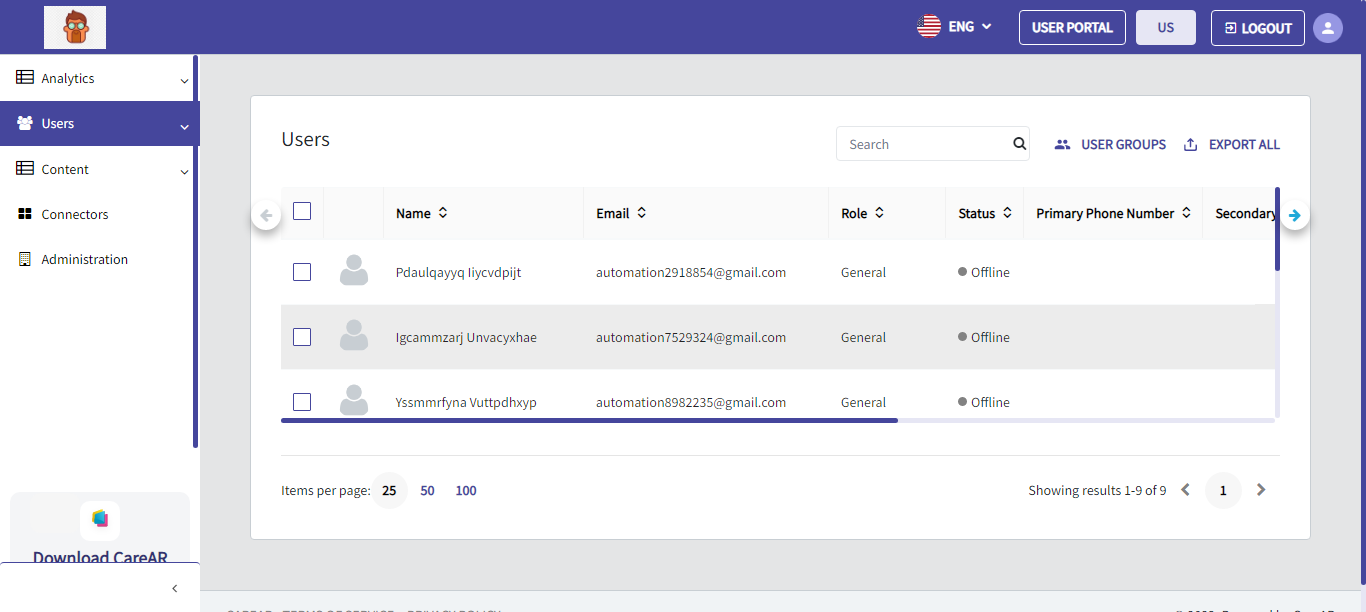 ENG
USER PORTAL
US
LOGOUT
Analytics
Users
Content
Connectors
Administration
Download CareAR
Users
Search
USER GROUPS
EXPORT ALL
Name Email Role Status Primary Phone Number Secondary
Pdaulqayyq Iiycvdpijt automation2918854@gmail.com General Offline
Igcammzarj Unvacyxhae automation7529324@gmail.com General Offline
Yssmmrfyna Vuttpdhxyp automation8982235@gmail.com General Offline
Items per page: 25 50 100
Showing results 1-9 of 9 1